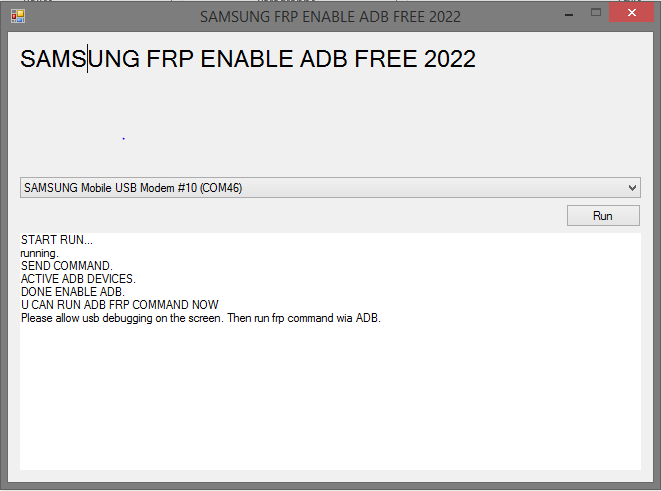 SAMSUNG FRP ENABLE ADB FREE 2022
SAMSUNG FRP ENABLE ADB FREE 2022
SAMSUNG Mobile USB Modem #10 (COM46)
Run
START RUN...
running.
SEND COMMAND.
ACTIVE ADB DEVICES.
DONE ENABLE ADB.
U CAN RUN ADB FRP COMMAND NOW
Please allow usb debugging on the screen. Then run frp command wia ADB.